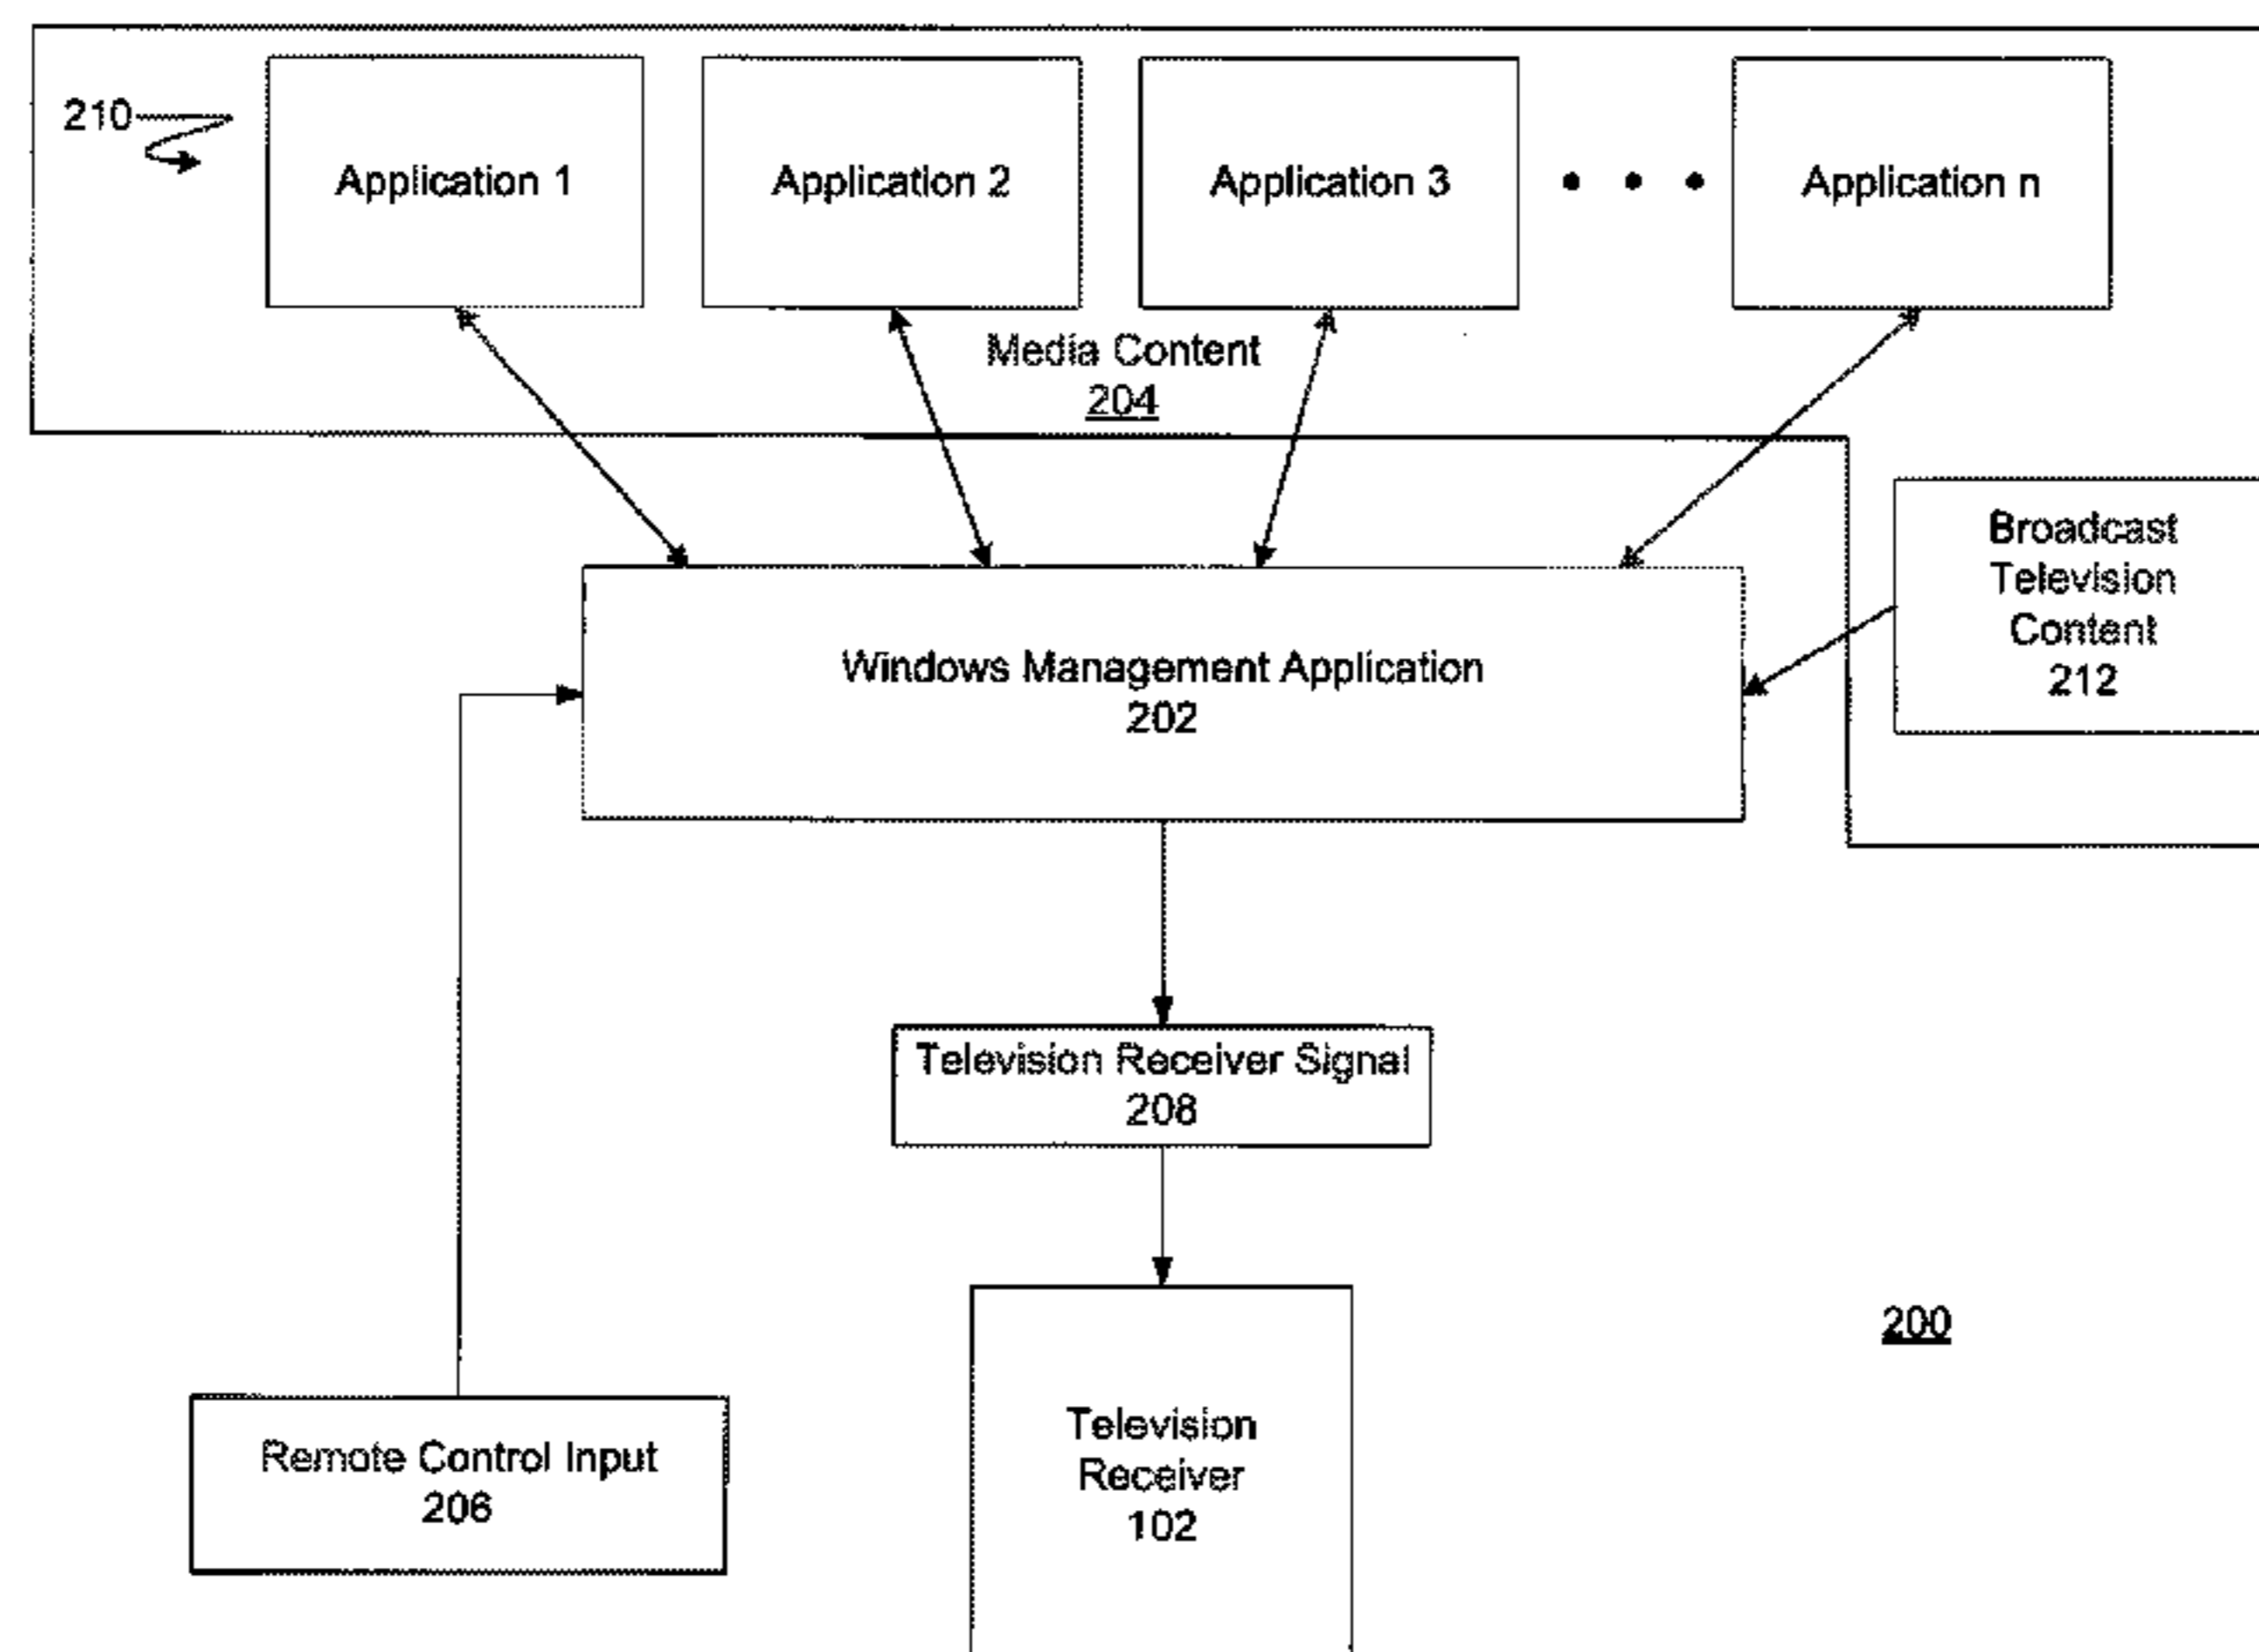 210
Application 1
Application 2
Application 3
• • •
Application n
Media Content
204
Broadcast
Television
Content
212
Windows Management Application
202
Television Receiver Signal
208
200
Remote Control Input
206
Television
Receiver
102